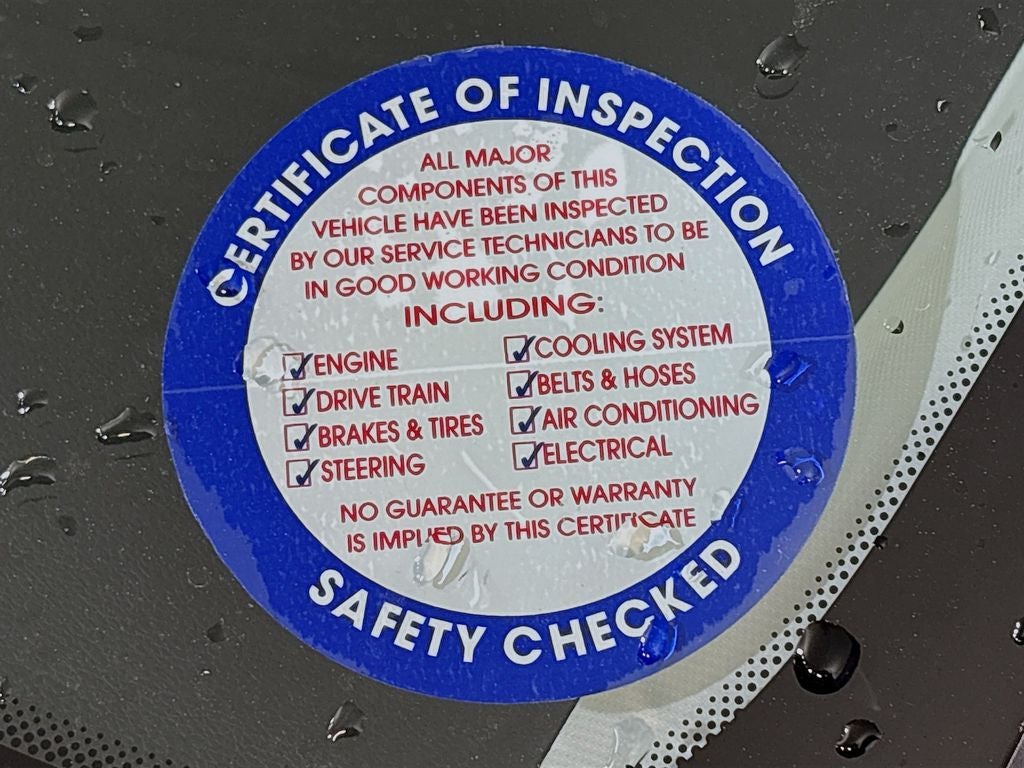 CERTIFICATE OF INSPECTION
ALL MAJOR
COMPONENTS OF THIS
VEHICLE HAVE BEEN INSPECTED
BY OUR SERVICE TECHNICIANS TO BE
IN GOOD WORKING CONDITION
INCLUDING:
ENGINE
DRIVE TRAIN
BRAKES & TIRES
STEERING
COOLING SYSTEM
BELTS & HOSES
AIR CONDITIONING
ELECTRICAL
NO GUARANTEE OR WARRANTY
IS IMPLIED BY THIS CERTIFICATE
SAFETY CHECKED